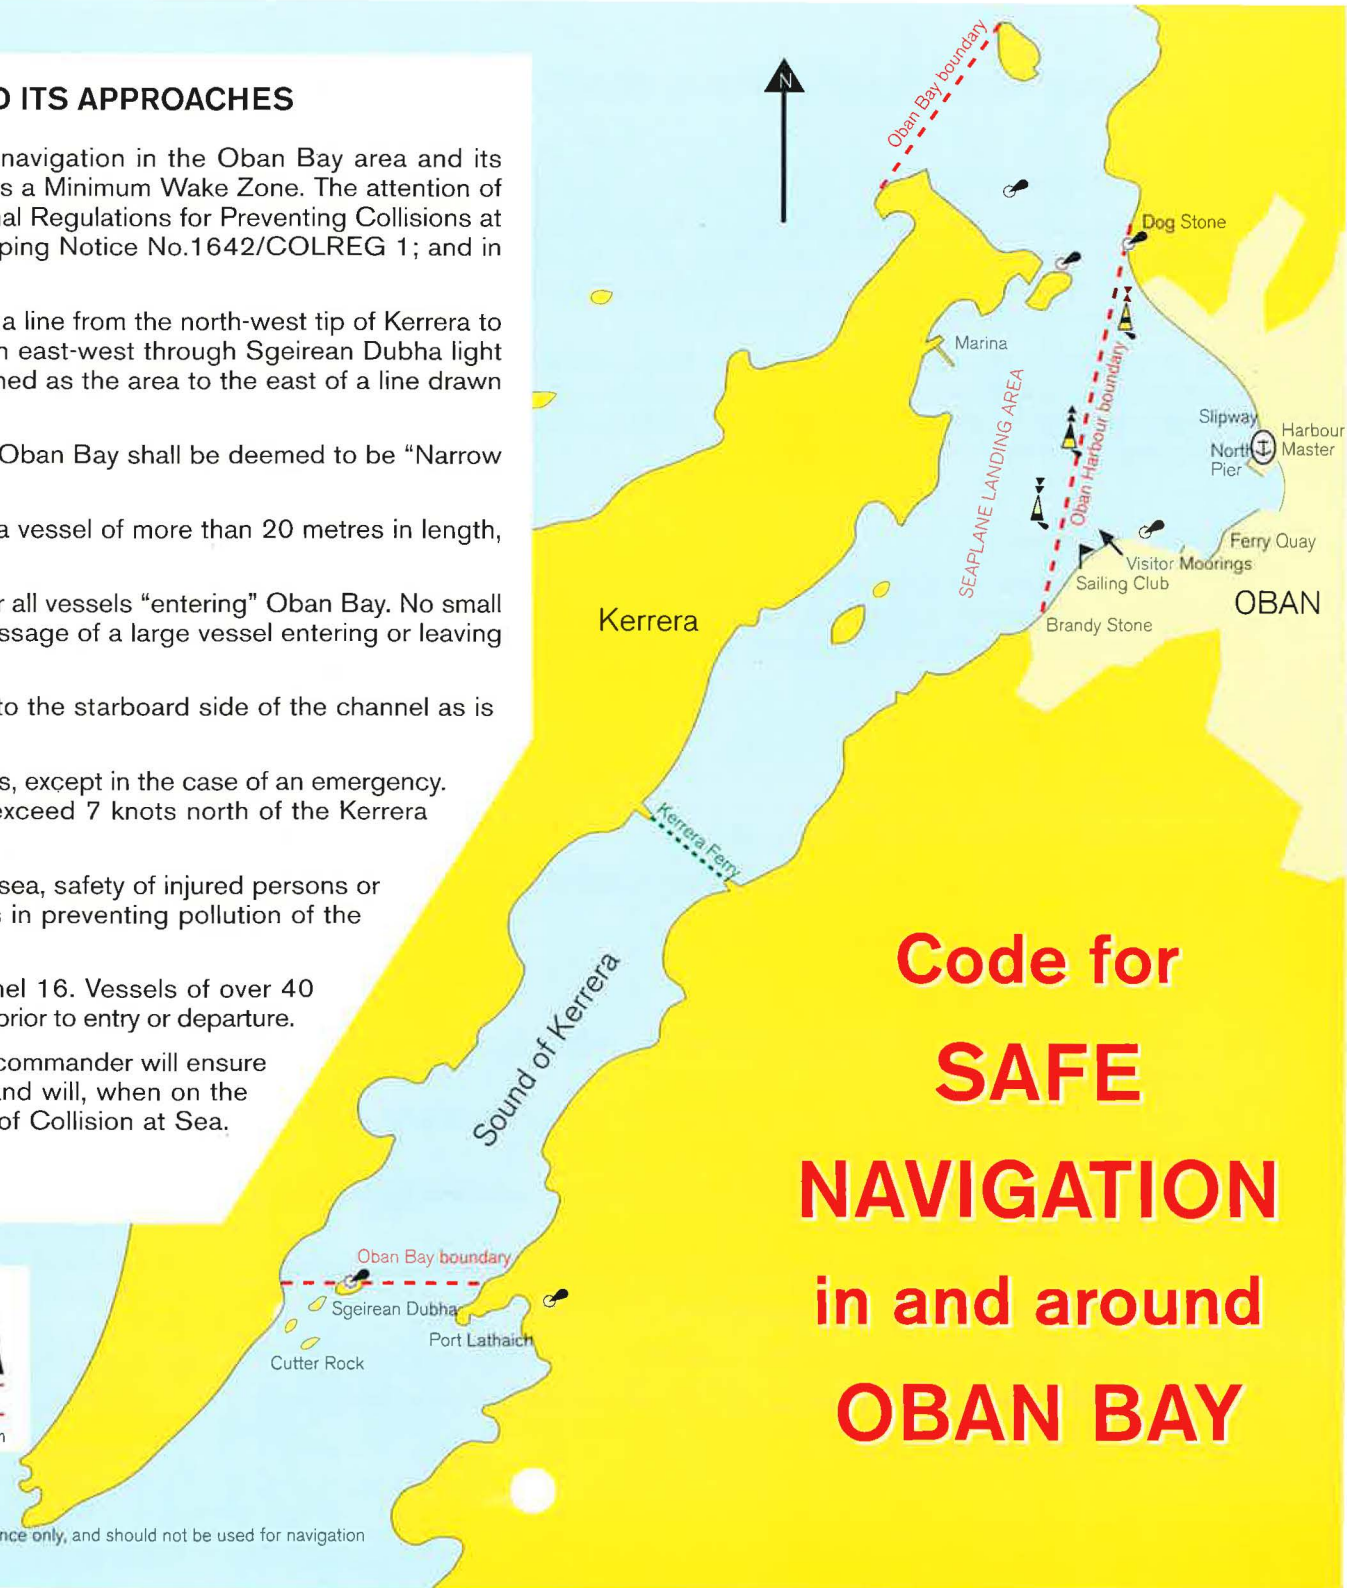 ITS APPROACHES
navigation in the Oban Bay area and its
s a Minimum Wake Zone. The attention of
al Regulations for Preventing Collisions at
ping Notice No.1642/COLREG 1; and in
a line from the north-west tip of Kerrera to
n east-west through Sgeirean Dubha light
ned as the area to the east of a line drawn
Oban Bay shall be deemed to be “Narrow
a vessel of more than 20 metres in length,
r all vessels “entering” Oban Bay. No small
ssage of a large vessel entering or leaving
to the starboard side of the channel as is
s, except in the case of an emergency.
exceed 7 knots north of the Kerrera
sea, safety of injured persons or
s in preventing pollution of the
nel 16. Vessels of over 40
prior to entry or departure.
commander will ensure
and will, when on the
of Collision at Sea.
nce only, and should not be used for navigation
N
Oban Bay boundary
Dog Stone
Marina
SEAPLANE LANDING AREA
Oban Harbour boundary
Slipway
North
Pier
Harbour
Master
Ferry Quay
Visitor Moorings
Sailing Club
OBAN
Brandy Stone
Kerrera
Kerrera Ferry
Sound of Kerrera
Oban Bay boundary
Sgeirean Dubha
Port Lathaich
Cutter Rock
Code for
SAFE
NAVIGATION
in and around
OBAN BAY